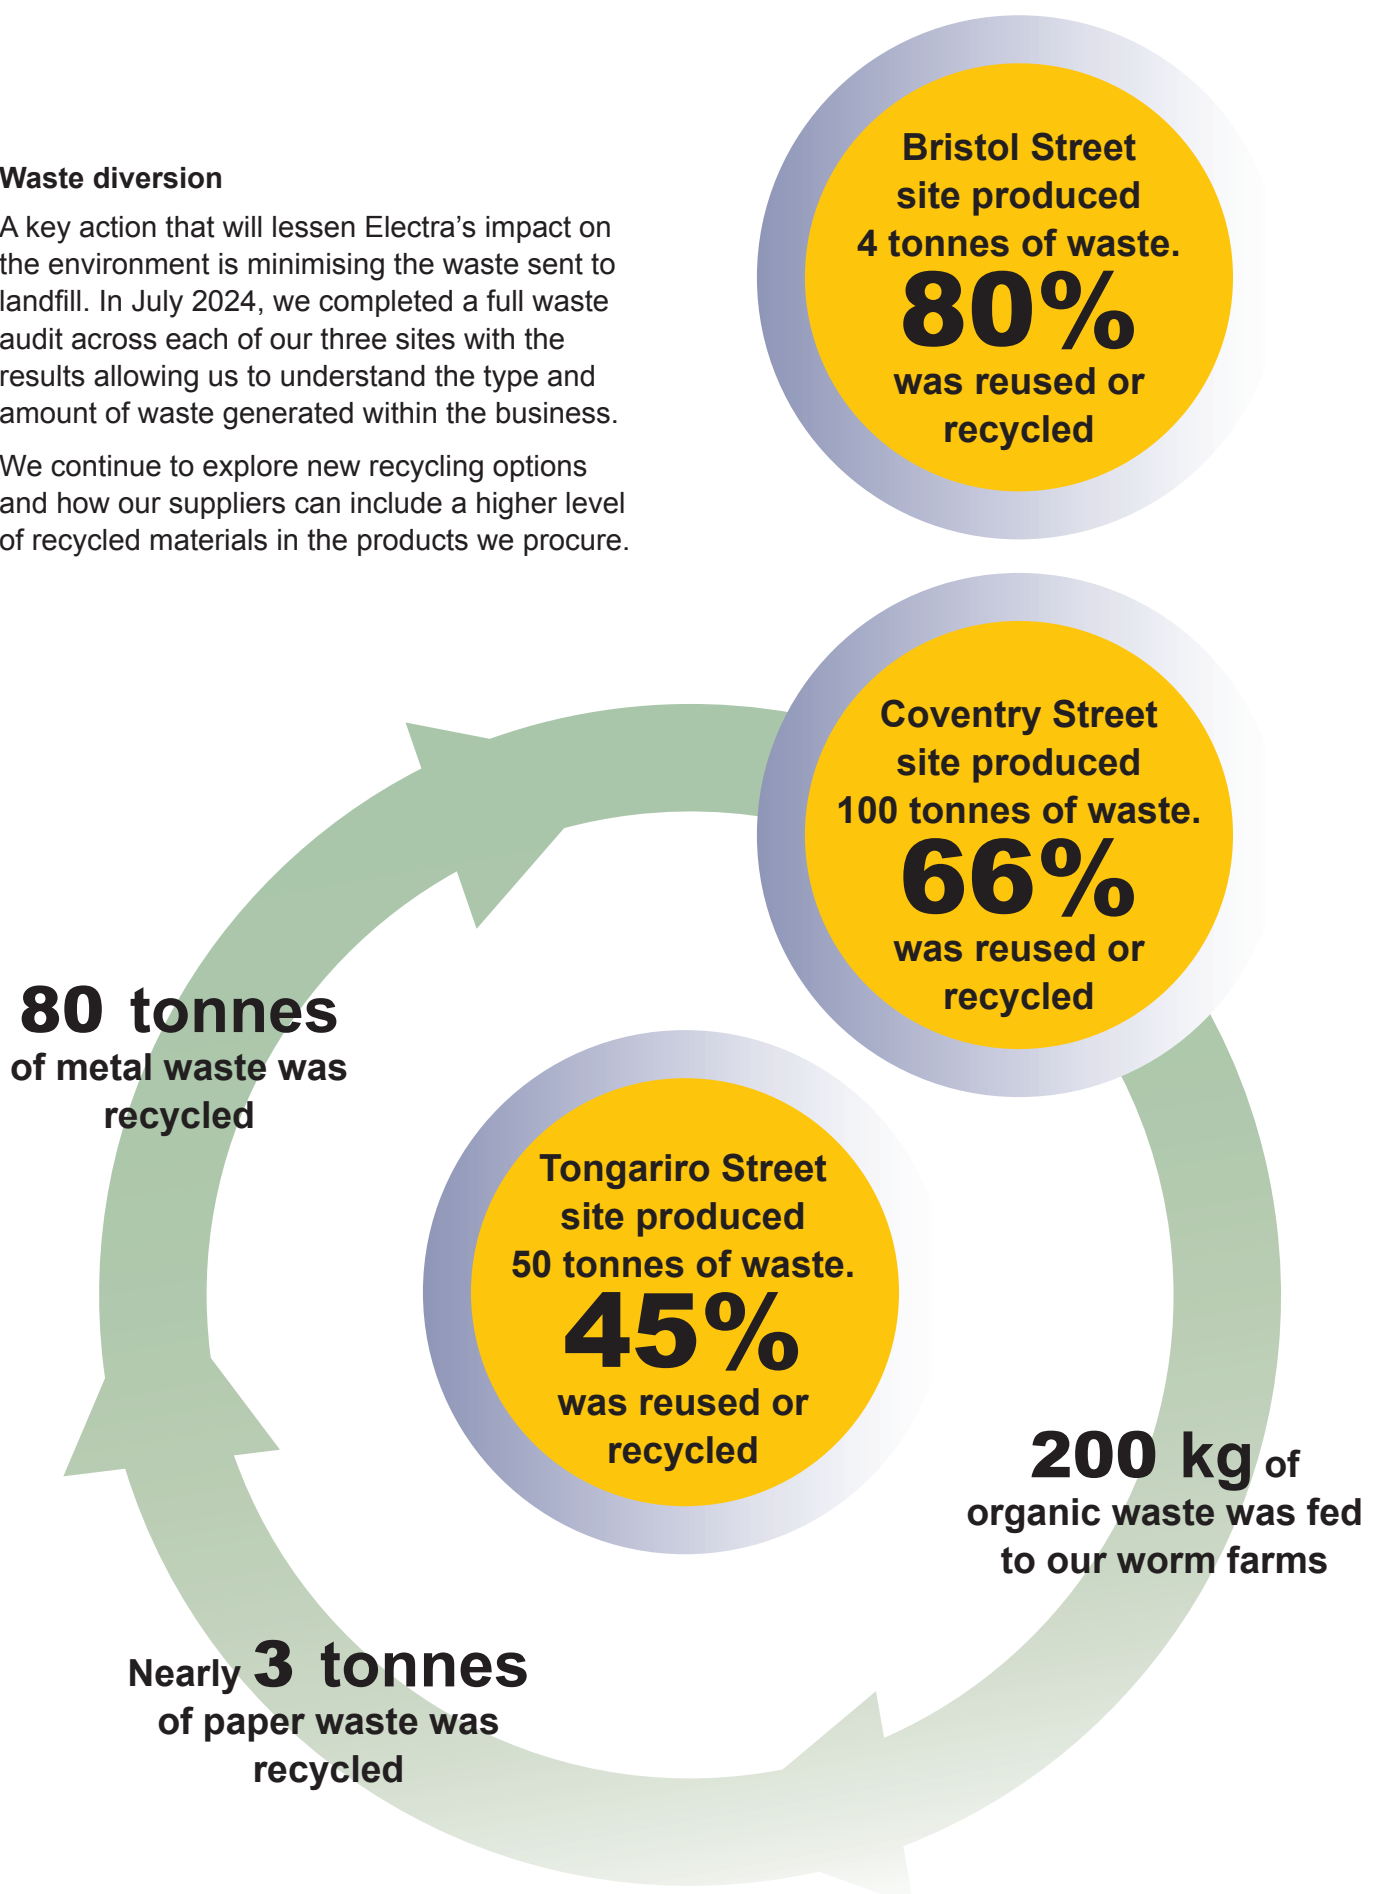 Waste diversion
A key action that will lessen Electra's impact on
the environment is minimising the waste sent to
landfill. In July 2024, we completed a full waste
audit across each of our three sites with the
results allowing us to understand the type and
amount of waste generated within the business.
We continue to explore new recycling options
and how our suppliers can include a higher level
of recycled materials in the products we procure.
Bristol Street
site produced
4 tonnes of waste.
80%
was reused or
recycled
Coventry Street
site produced
100 tonnes of waste.
66%
was reused or
recycled
80 tonnes
of metal waste was
recycled
Tongariro Street
site produced
50 tonnes of waste.
45%
was reused or
recycled
200 kg of
organic waste was fed
to our worm farms
Nearly 3 tonnes
of paper waste was
recycled